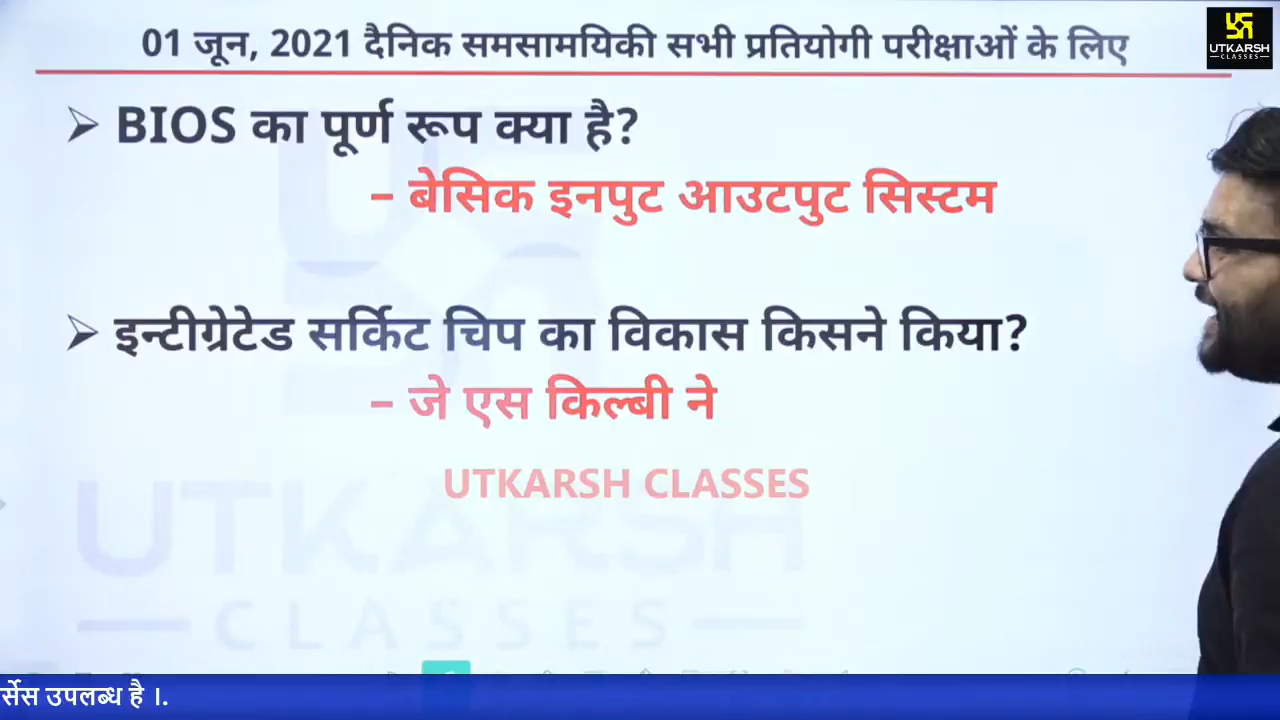 01 जून, 2021 दैनिक समसामयिकी सभी प्रतियोगी परीक्षाओं के लिए
UTKARSH
CLASSES
➢ BIOS का पूर्ण रूप क्या है?
– बेसिक इनपुट आउटपुट सिस्टम
➢ इन्टीग्रेटेड सर्किट चिप का विकास किसने किया?
– जे एस किल्बी ने
UTKARSH CLASSES
UTKARSH
CLASSES
र्सेस उपलब्ध है ।.